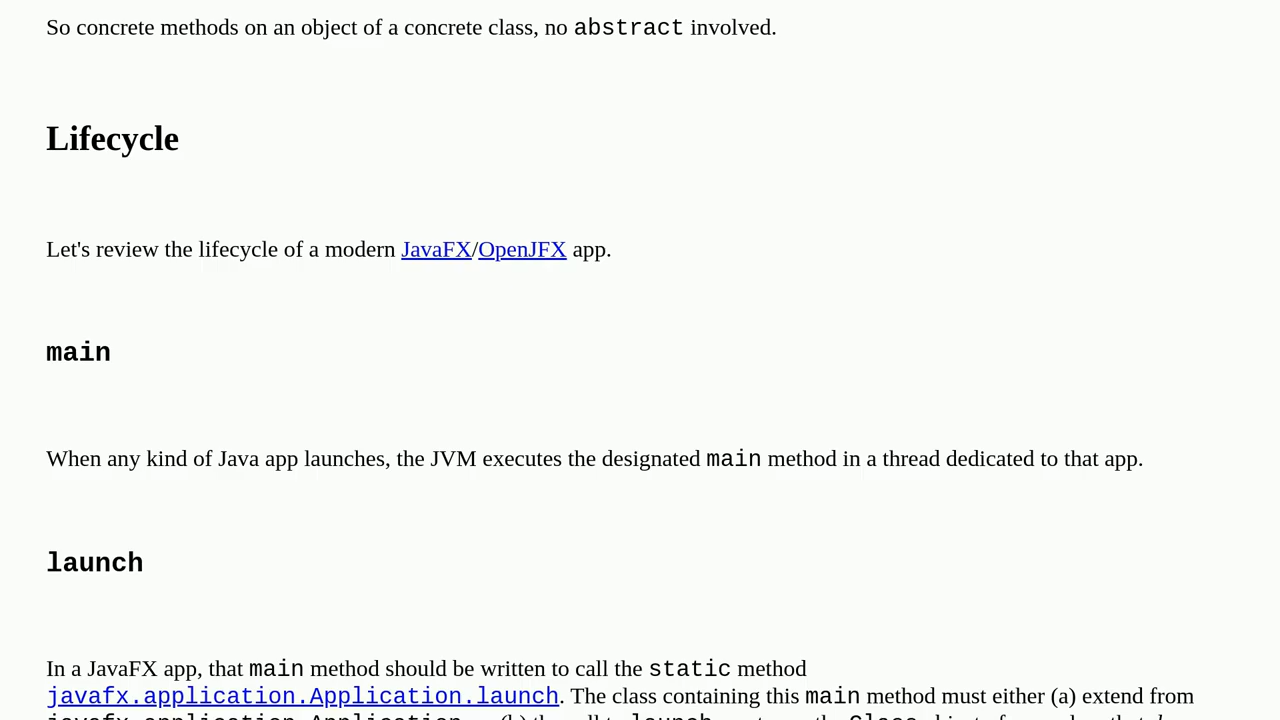 So concrete methods on an object of a concrete class, no abstract involved.
Lifecycle
Let's review the lifecycle of a modern JavaFX/OpenJFX app.
main
When any kind of Java app launches, the JVM executes the designated main method in a thread dedicated to that app.
launch
In a JavaFX app, that main method should be written to call the static method
javafx.application.Application.launch. The class containing this main method must either (a) extend from